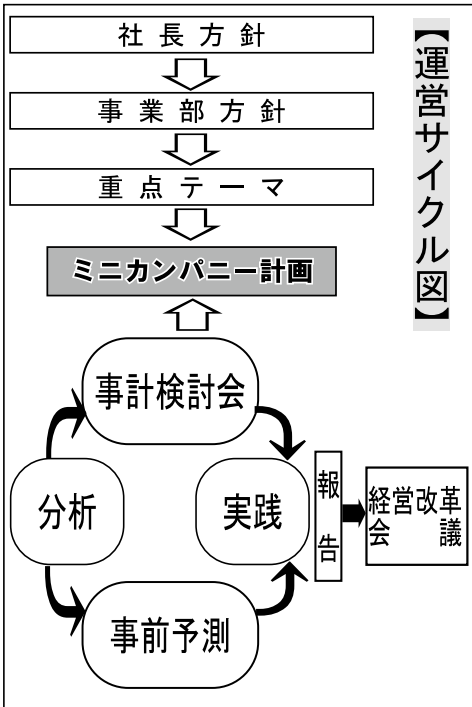 【運営サイクル図】
社長方針
事業部方針
重点テーマ
ミニカンパニー計画
事計検討会
分析
実践
報告
経営改革
会議
事前予測